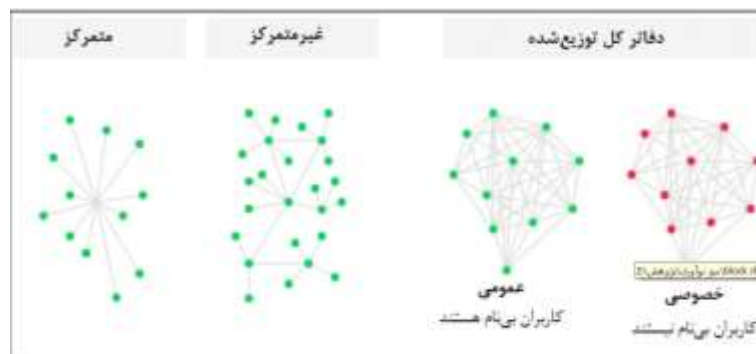 دفاتر کل توزیع‌شده
غیرمتمرکز
متمرکز
عمومی
کاربران بی‌نام هستند
خصوصی
کاربران بی‌نام نیستند